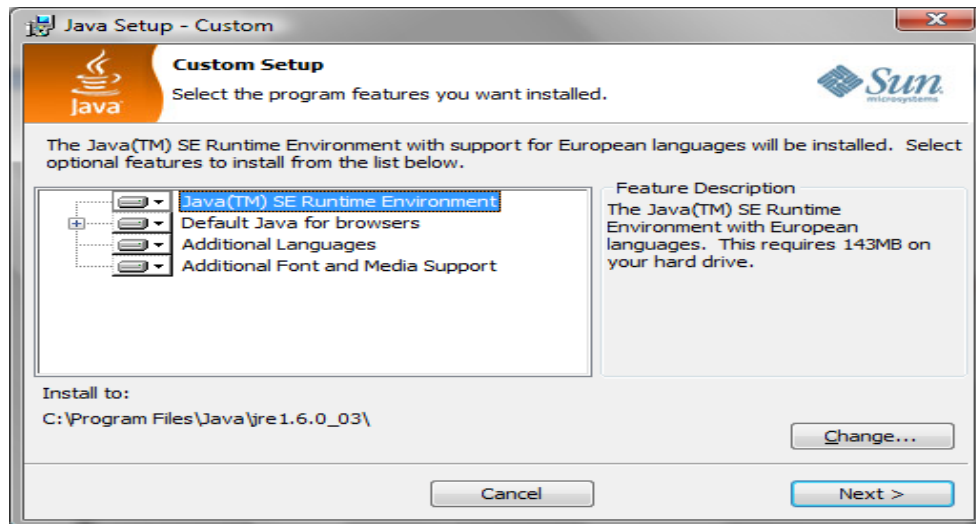 Java Setup - Custom
Custom Setup
Select the program features you want installed.
Java
Sun
microsystems
The Java(TM) SE Runtime Environment with support for European languages will be installed. Select
optional features to install from the list below.
Java(TM) SE Runtime Environment
Default Java for browsers
Additional Languages
Additional Font and Media Support
Feature Description
The Java(TM) SE Runtime
Environment with European
languages. This requires 143MB on
your hard drive.
Install to:
C:\Program Files\Java\jre1.6.0_03\
Change...
Cancel
Next >